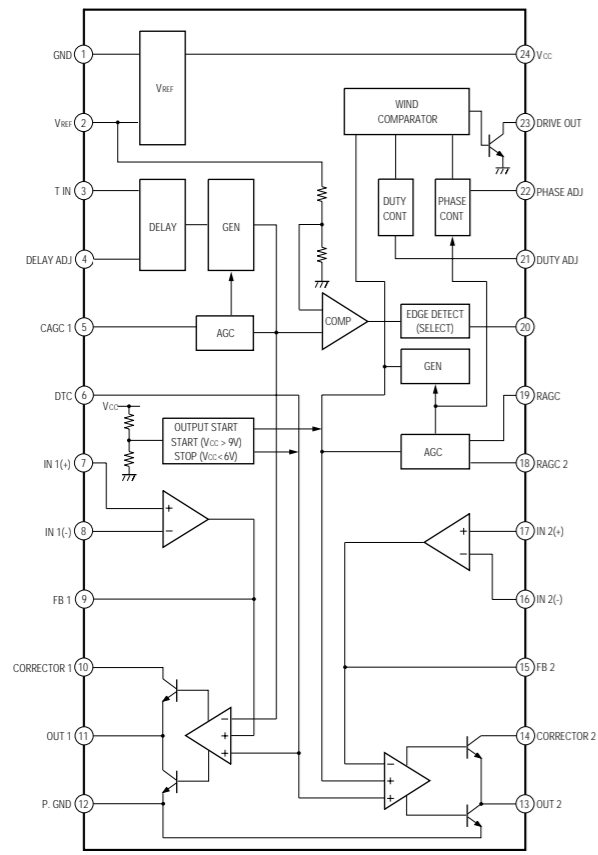 GND 1
VREF
24 Vcc
VREF 2
WIND
COMPARATOR
23 DRIVE OUT
T IN 3
DELAY
GEN
DUTY
CONT
PHASE
CONT
22 PHASE ADJ
DELAY ADJ 4
21 DUTY ADJ
CAGC 1 5
AGC
COMP
EDGE DETECT
(SELECT)
20
GEN
DTC 6
19 RAGC
Vcc
OUTPUT START
START (Vcc > 9V)
STOP (Vcc < 6V)
AGC
IN 1(+) 7
18 RAGC 2
+
−
IN 1(-) 8
+
−
17 IN 2(+)
FB 1 9
16 IN 2(-)
CORRECTOR 1 10
15 FB 2
OUT 1 11
−
+
+
14 CORRECTOR 2
−
+
+
P. GND 12
13 OUT 2